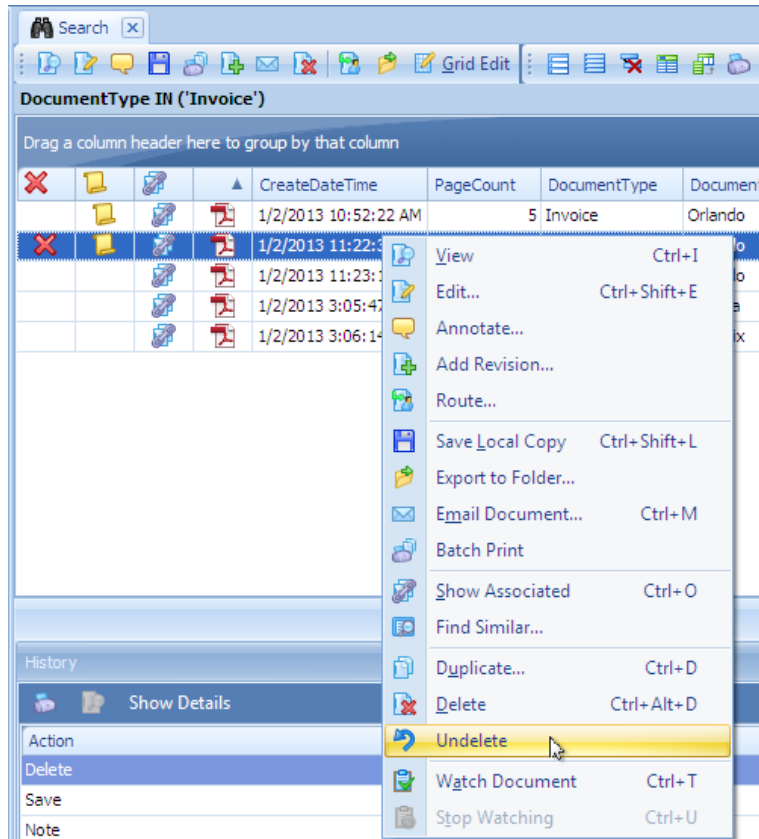 Search
Grid Edit
DocumentType IN ('Invoice')
Drag a column header here to group by that column
CreateDateTime PageCount DocumentType Document
1/2/2013 10:52:22 AM 5 Invoice Orlando
1/2/2013 11:22:3 lo
1/2/2013 11:23:1 lo
1/2/2013 3:05:47 a
1/2/2013 3:06:14 ix
View Ctrl+I
Edit... Ctrl+Shift+E
Annotate...
Add Revision...
Route...
Save Local Copy Ctrl+Shift+L
Export to Folder...
Email Document... Ctrl+M
Batch Print
Show Associated Ctrl+O
Find Similar...
Duplicate... Ctrl+D
Delete Ctrl+Alt+D
Undelete
Watch Document Ctrl+T
Stop Watching Ctrl+U
History
Show Details
Action
Delete
Save
Note